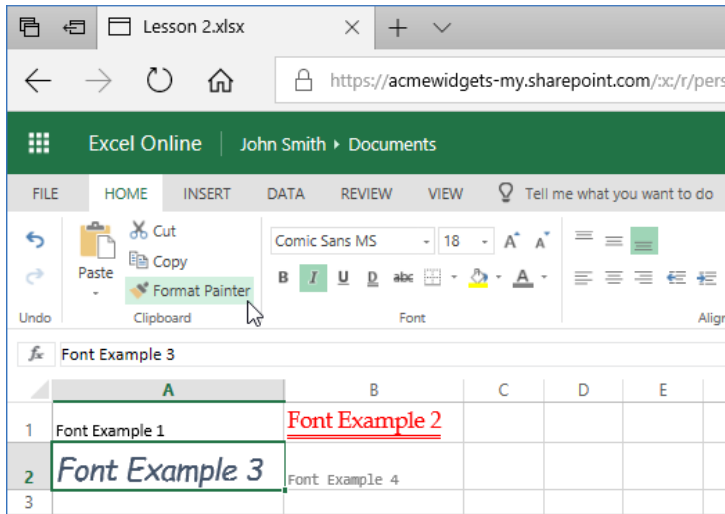 Lesson 2.xlsx
https://acmewidgets-my.sharepoint.com/:x:/r/pers
Excel Online John Smith ▸ Documents
FILE HOME INSERT DATA REVIEW VIEW Tell me what you want to do
Cut
Copy
Paste
Format Painter
Comic Sans MS 18 A A
B I U D abc A
Undo Clipboard Font Align
fx Font Example 3
A B C D E
1 Font Example 1 Font Example 2
2 Font Example 3 Font Example 4
3